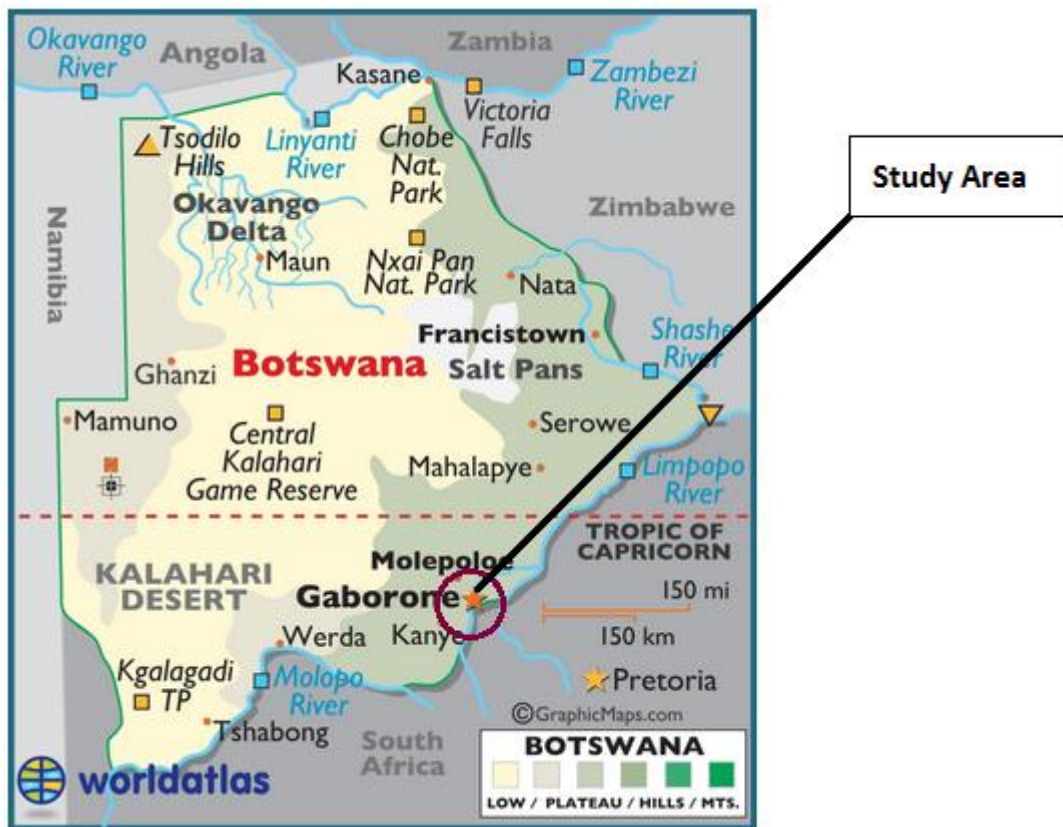 Okavango
River
Angola
Zambia
Kasane
Zambezi
River
Victoria
Falls
Tsodilo
Hills
Linyanti
River
Chobe
Nat.
Park
Study Area
Zimbabwe
Namibia
Okavango
Delta
Maun
Nxai Pan
Nat. Park
Nata
Francistown
Shashe
River
Botswana
Salt Pans
Ghanzi
Mamuno
Central
Kalahari
Game Reserve
Serowe
Mahalapye
Limpopo
River
TROPIC OF
CAPRICORN
KALAHARI
DESERT
Molepoloe
Gaborone
150 mi
150 km
Werda
Kanye
Kgalagadi
TP
Molopo
River
Pretoria
©GraphicMaps.com
Tshabong
South
Africa
BOTSWANA
LOW / PLATEAU / HILLS / MTS.
worldatlas